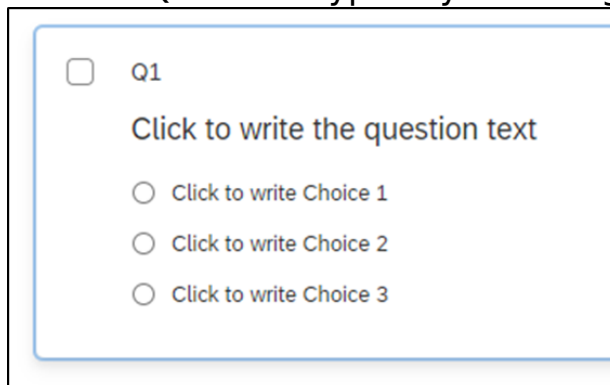 Q1
Click to write the question text
Click to write Choice 1
Click to write Choice 2
Click to write Choice 3